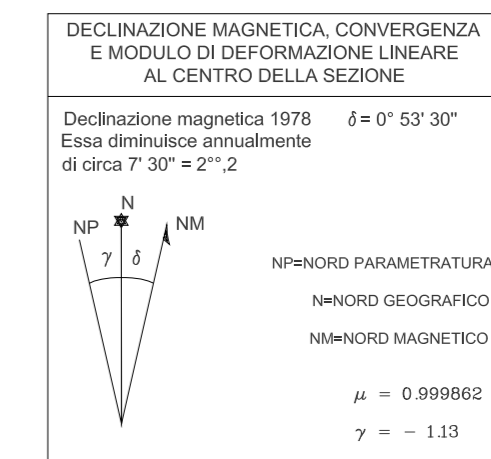 DECLINAZIONE MAGNETICA, CONVERGENZA
E MODULO DI DEFORMAZIONE LINEARE
AL CENTRO DELLA SEZIONE
Declinazione magnetica 1978 δ = 0° 53' 30"
Essa diminuisce annualmente
di circa 7' 30" = 2°°,2
N
NP NM
γ δ
NP=NORD PARAMETRATURA
N=NORD GEOGRAFICO
NM=NORD MAGNETICO
μ = 0.999862
γ = - 1.13